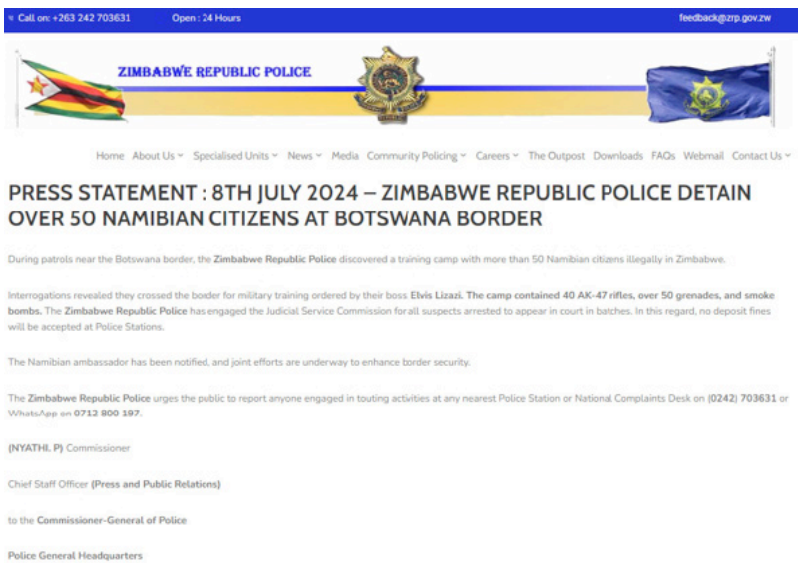 Call on: +263 242 703631 Open : 24 Hours feedback@zrp.gov.zw
ZIMBABWE REPUBLIC POLICE
Home About Us Specialised Units News Media Community Policing Careers The Outpost Downloads FAQs Webmail Contact Us
PRESS STATEMENT : 8TH JULY 2024 – ZIMBABWE REPUBLIC POLICE DETAIN
OVER 50 NAMIBIAN CITIZENS AT BOTSWANA BORDER
During patrols near the Botswana border, the Zimbabwe Republic Police discovered a training camp with more than 50 Namibian citizens illegally in Zimbabwe.
Interrogations revealed they crossed the border for military training ordered by their boss Elvis Lizazi. The camp contained 40 AK-47 rifles, over 50 grenades, and smoke
bombs. The Zimbabwe Republic Police has engaged the Judicial Service Commission for all suspects arrested to appear in court in batches. In this regard, no deposit fines
will be accepted at Police Stations.
The Namibian ambassador has been notified, and joint efforts are underway to enhance border security.
The Zimbabwe Republic Police urges the public to report anyone engaged in touting activities at any nearest Police Station or National Complaints Desk on (0242) 703631 or
WhatsApp on 0712 800 197.
(NYATHI. P) Commissioner
Chief Staff Officer (Press and Public Relations)
to the Commissioner-General of Police
Police General Headquarters